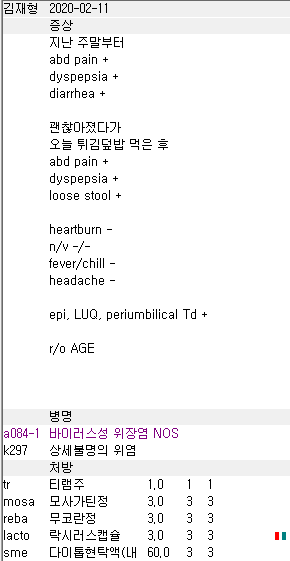 김재형 2020-02-11
증상
지난 주말부터
abd pain +
dyspepsia +
diarrhea +
괜찮아졌다가
오늘 튀김덮밥 먹은 후
abd pain +
dyspepsia +
loose stool +
heartburn -
n/v -/-
fever/chill -
headache -
epi, LUQ, periumbilical Td +
r/o AGE
병명
a084-1 바이러스성 위장염 NOS
k297 상세불명의 위염
처방
tr 티램주 1.0 1 1
mosa 모사가틴정 3.0 3 3
reba 무코란정 3.0 3 3
lacto 락시러스캡슐 3.0 3 3
sme 다이톱현탁액(내 60.0 3 3